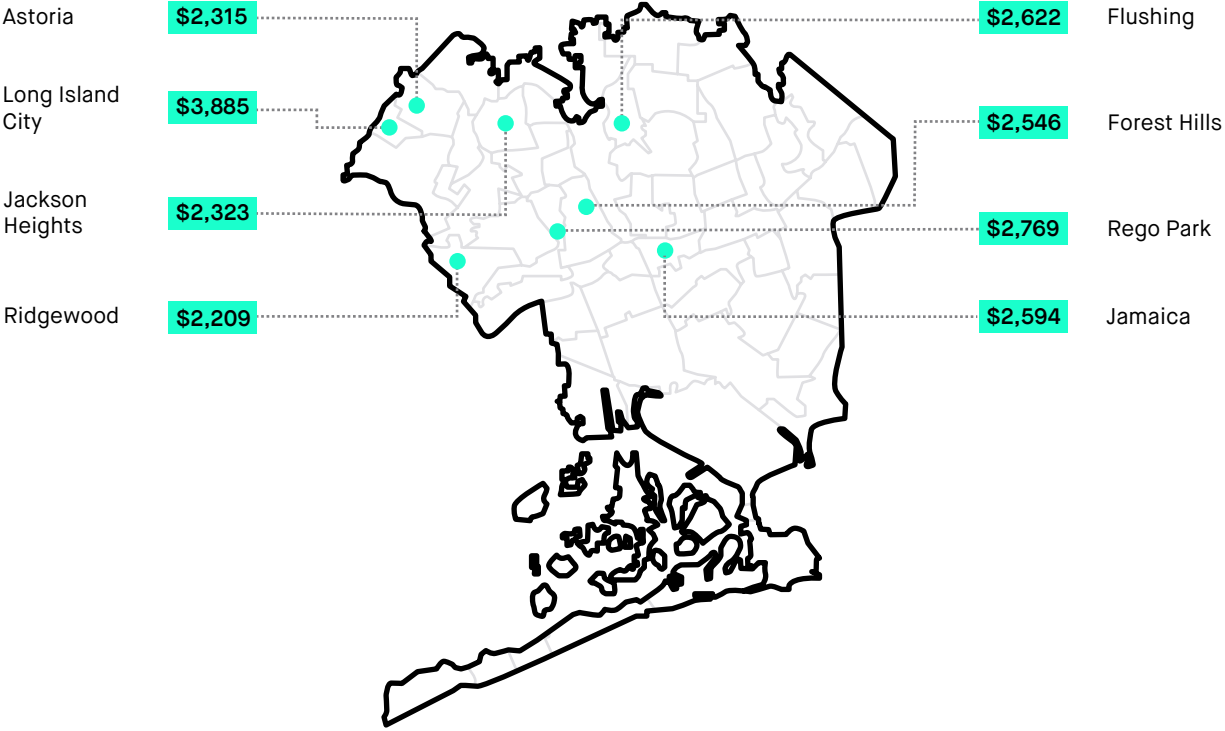 Astoria
$2,315
Long Island
City
$3,885
Jackson
Heights
$2,323
Ridgewood
$2,209
$2,622
Flushing
$2,546
Forest Hills
$2,769
Rego Park
$2,594
Jamaica